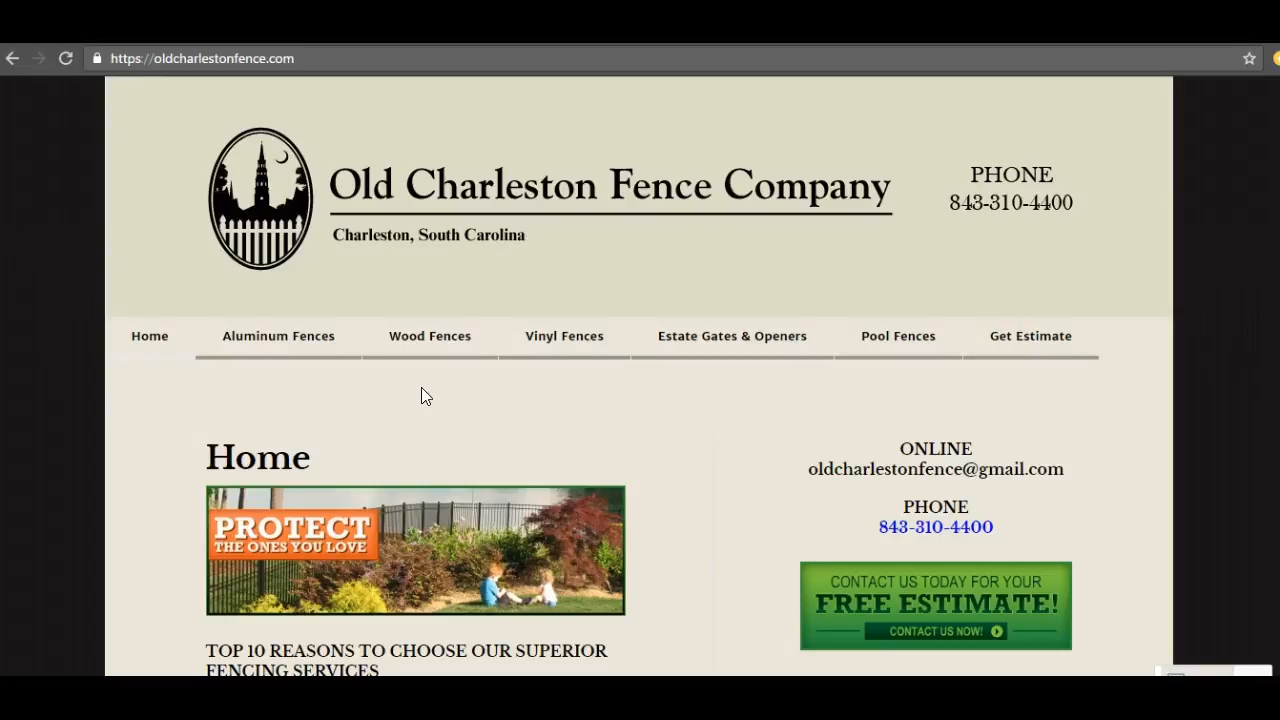 https://oldcharlestonfence.com
Old Charleston Fence Company
Charleston, South Carolina
PHONE
843-310-4400
Home
Aluminum Fences
Wood Fences
Vinyl Fences
Estate Gates & Openers
Pool Fences
Get Estimate
Home
PROTECT
THE ONES YOU LOVE
TOP 10 REASONS TO CHOOSE OUR SUPERIOR
FENCING SERVICES
ONLINE
oldcharlestonfence@gmail.com
PHONE
843-310-4400
CONTACT US TODAY FOR YOUR
FREE ESTIMATE!
CONTACT US NOW!